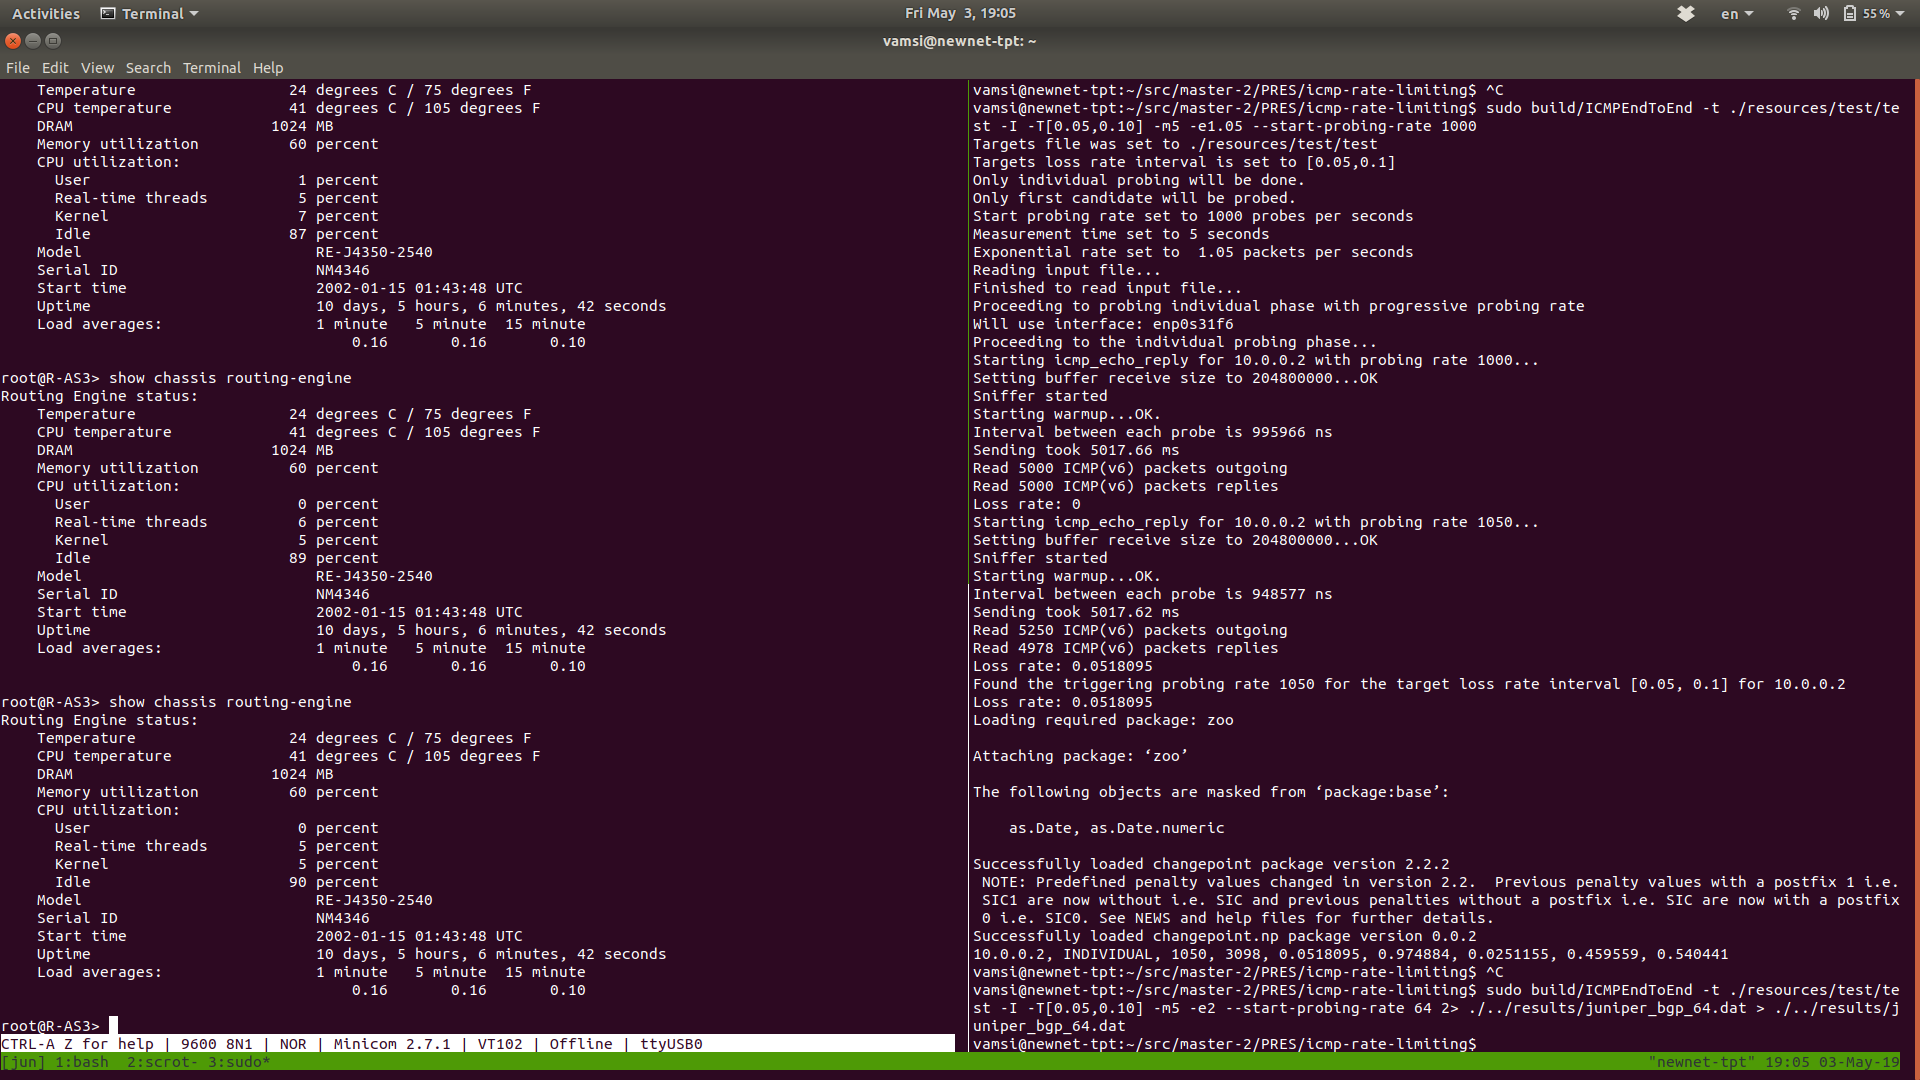 Activities Terminal Fri May 3, 19:05 en 55%
vamsi@newnet-tpt: ~
File Edit View Search Terminal Help
    Temperature                 24 degrees C / 75 degrees F
    CPU temperature             41 degrees C / 105 degrees F
    DRAM                      1024 MB
    Memory utilization          60 percent
    CPU utilization:
      User                       1 percent
      Real-time threads          5 percent
      Kernel                     7 percent
      Idle                      87 percent
    Model                          RE-J4350-2540
    Serial ID                      NM4346
    Start time                     2002-01-15 01:43:48 UTC
    Uptime                         10 days, 5 hours, 6 minutes, 42 seconds
    Load averages:                 1 minute   5 minute  15 minute
                                       0.16       0.16       0.10
root@R-AS3> show chassis routing-engine
Routing Engine status:
    Temperature                 24 degrees C / 75 degrees F
    CPU temperature             41 degrees C / 105 degrees F
    DRAM                      1024 MB
    Memory utilization          60 percent
    CPU utilization:
      User                       0 percent
      Real-time threads          6 percent
      Kernel                     5 percent
      Idle                      89 percent
    Model                          RE-J4350-2540
    Serial ID                      NM4346
    Start time                     2002-01-15 01:43:48 UTC
    Uptime                         10 days, 5 hours, 6 minutes, 42 seconds
    Load averages:                 1 minute   5 minute  15 minute
                                       0.16       0.16       0.10
root@R-AS3> show chassis routing-engine
Routing Engine status:
    Temperature                 24 degrees C / 75 degrees F
    CPU temperature             41 degrees C / 105 degrees F
    DRAM                      1024 MB
    Memory utilization          60 percent
    CPU utilization:
      User                       0 percent
      Real-time threads          5 percent
      Kernel                     5 percent
      Idle                      90 percent
    Model                          RE-J4350-2540
    Serial ID                      NM4346
    Start time                     2002-01-15 01:43:48 UTC
    Uptime                         10 days, 5 hours, 6 minutes, 42 seconds
    Load averages:                 1 minute   5 minute  15 minute
                                       0.16       0.16       0.10
root@R-AS3>
CTRL-A Z for help | 9600 8N1 | NOR | Minicom 2.7.1 | VT102 | Offline | ttyUSB0
vamsi@newnet-tpt:~/src/master-2/PRES/icmp-rate-limiting$ ^C
vamsi@newnet-tpt:~/src/master-2/PRES/icmp-rate-limiting$ sudo build/ICMPEndToEnd -t ./resources/test/te
st -I -T[0.05,0.10] -m5 -e1.05 --start-probing-rate 1000
Targets file was set to ./resources/test/test
Targets loss rate interval is set to [0.05,0.1]
Only individual probing will be done.
Only first candidate will be probed.
Start probing rate set to 1000 probes per seconds
Measurement time set to 5 seconds
Exponential rate set to  1.05 packets per seconds
Reading input file...
Finished to read input file...
Proceeding to probing individual phase with progressive probing rate
Will use interface: enp0s31f6
Proceeding to the individual probing phase...
Starting icmp_echo_reply for 10.0.0.2 with probing rate 1000...
Setting buffer receive size to 204800000...OK
Sniffer started
Starting warmup...OK.
Interval between each probe is 995966 ns
Sending took 5017.66 ms
Read 5000 ICMP(v6) packets outgoing
Read 5000 ICMP(v6) packets replies
Loss rate: 0
Starting icmp_echo_reply for 10.0.0.2 with probing rate 1050...
Setting buffer receive size to 204800000...OK
Sniffer started
Starting warmup...OK.
Interval between each probe is 948577 ns
Sending took 5017.62 ms
Read 5250 ICMP(v6) packets outgoing
Read 4978 ICMP(v6) packets replies
Loss rate: 0.0518095
Found the triggering probing rate 1050 for the target loss rate interval [0.05, 0.1] for 10.0.0.2
Loss rate: 0.0518095
Loading required package: zoo
Attaching package: ‘zoo’
The following objects are masked from ‘package:base’:
    as.Date, as.Date.numeric
Successfully loaded changepoint package version 2.2.2
 NOTE: Predefined penalty values changed in version 2.2.  Previous penalty values with a postfix 1 i.e.
 SIC1 are now without i.e. SIC and previous penalties without a postfix i.e. SIC are now with a postfix
 0 i.e. SIC0. See NEWS and help files for further details.
Successfully loaded changepoint.np package version 0.0.2
10.0.0.2, INDIVIDUAL, 1050, 3098, 0.0518095, 0.974884, 0.0251155, 0.459559, 0.540441
vamsi@newnet-tpt:~/src/master-2/PRES/icmp-rate-limiting$ ^C
vamsi@newnet-tpt:~/src/master-2/PRES/icmp-rate-limiting$ sudo build/ICMPEndToEnd -t ./resources/test/te
st -I -T[0.05,0.10] -m5 -e2 --start-probing-rate 64 2> ./../results/juniper_bgp_64.dat > ./../results/j
uniper_bgp_64.dat
vamsi@newnet-tpt:~/src/master-2/PRES/icmp-rate-limiting$
[jun] 1:bash  2:scrot- 3:sudo* "newnet-tpt" 19:05 03-May-19